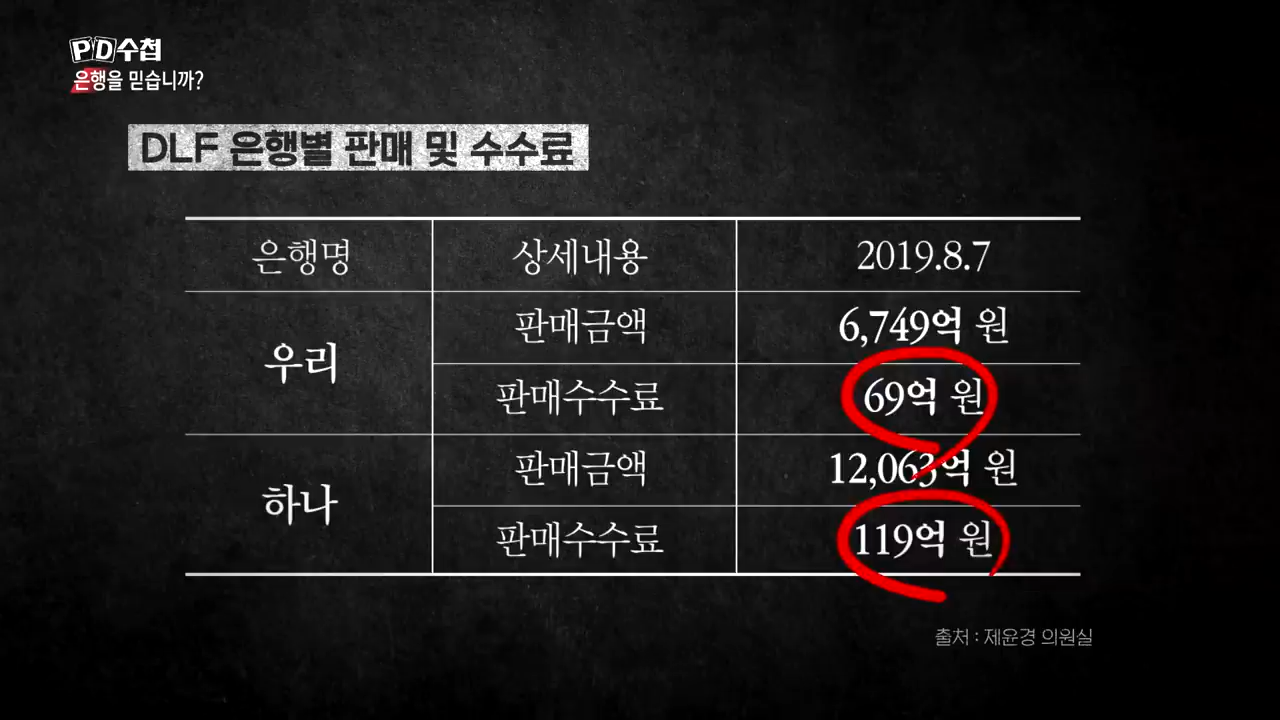 PD수첩
은행을 믿습니까?
DLF 은행별 판매 및 수수료
은행명 상세내용 2019.8.7
우리 판매금액 6,749억 원
판매수수료 69억 원
하나 판매금액 12,063억 원
판매수수료 119억 원
출처 : 제윤경 의원실